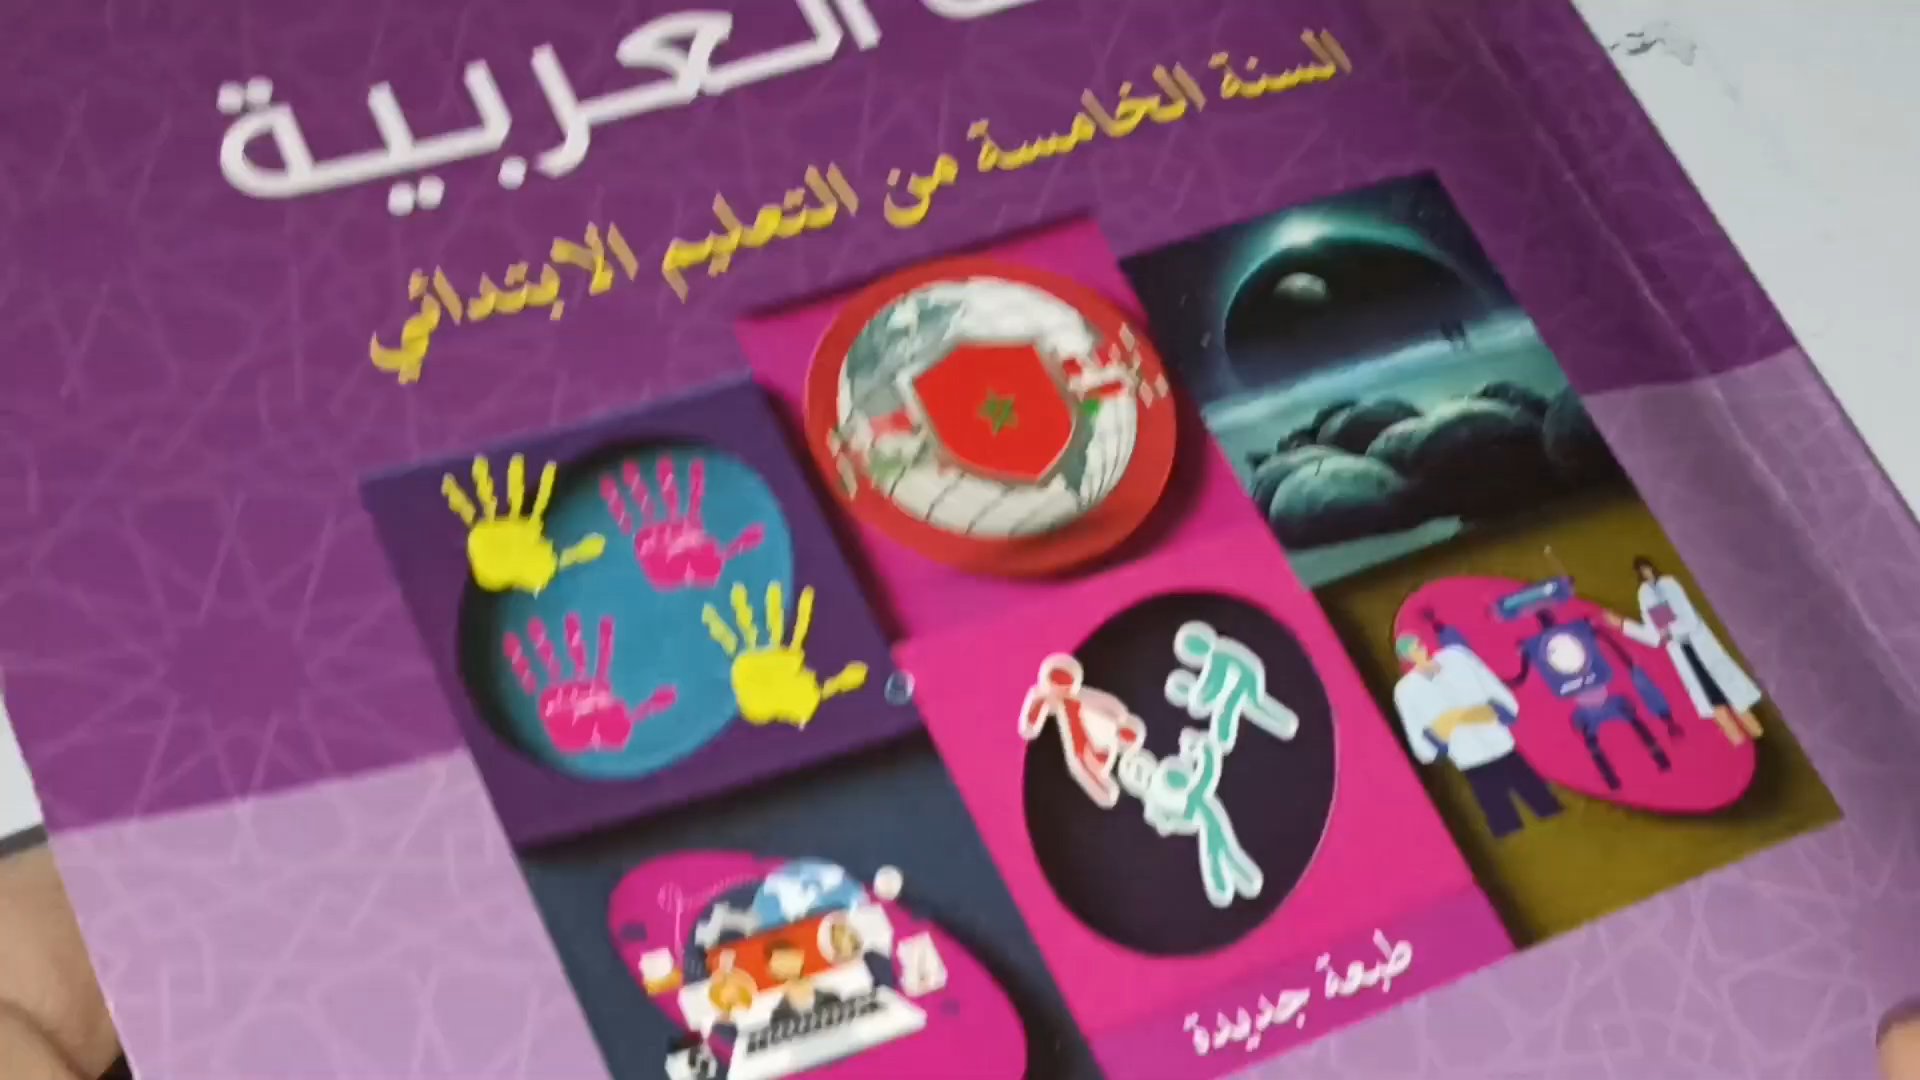 العربية
السنة الخامسة من التعليم الابتدائي
طبعة جديدة